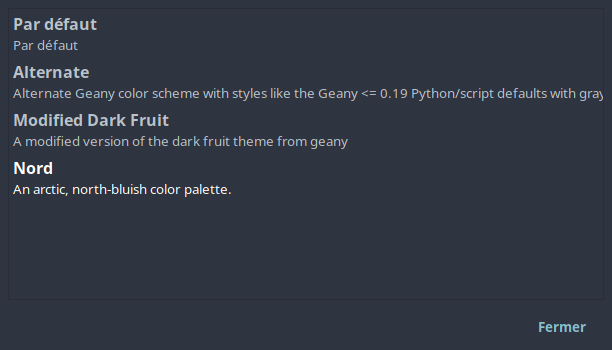 Par défaut
Par défaut
Alternate
Alternate Geany color scheme with styles like the Geany <= 0.19 Python/script defaults with gray
Modified Dark Fruit
A modified version of the dark fruit theme from geany
Nord
An arctic, north-bluish color palette.
Fermer